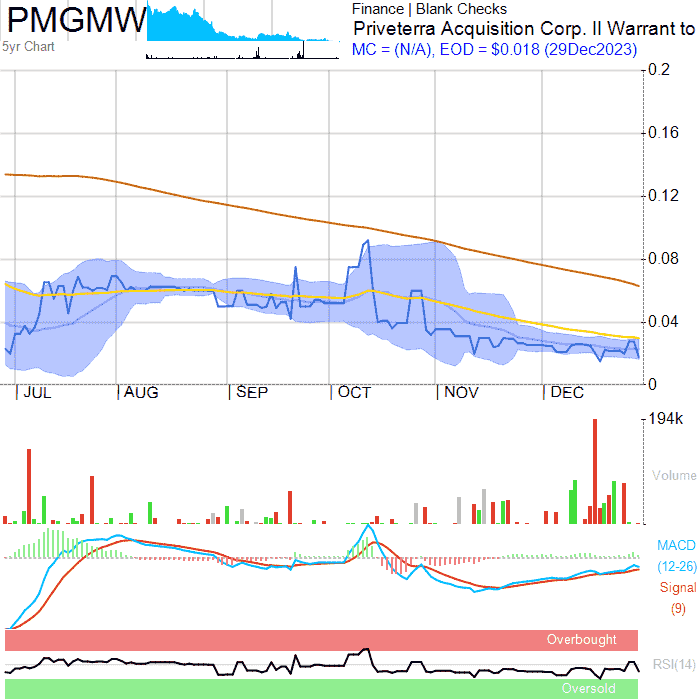 PMGMW
5yr Chart
Finance | Blank Checks
Priveterra Acquisition Corp. II Warrant to
MC = (N/A), EOD = $0.018 (29Dec2023)
0.2
0.16
0.12
0.08
0.04
0
JUL AUG SEP OCT NOV DEC
194k
Volume
MACD
(12-26)
Signal
(9)
Overbought
RSI(14)
Oversold